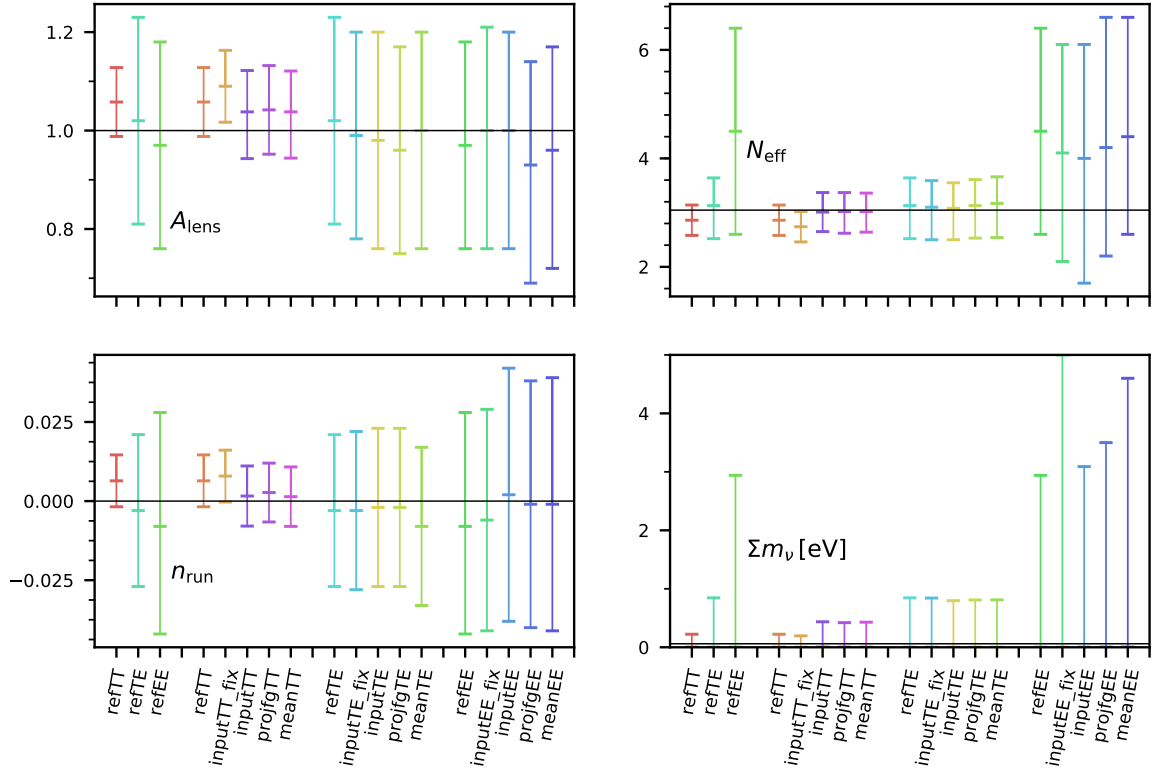 1.2
1.0
0.8
A_lens
6
4
2
N_eff
0.025
0.000
−0.025
n_run
4
2
0
Σm_ν [eV]
refTT
refTE
refEE
refTT
inputTT_fix
inputTT
projfgTT
meanTT
refTE
inputTE_fix
inputTE
projfgTE
meanTE
refEE
inputEE_fix
inputEE
projfgEE
meanEE
refTT
refTE
refEE
refTT
inputTT_fix
inputTT
projfgTT
meanTT
refTE
inputTE_fix
inputTE
projfgTE
meanTE
refEE
inputEE_fix
inputEE
projfgEE
meanEE